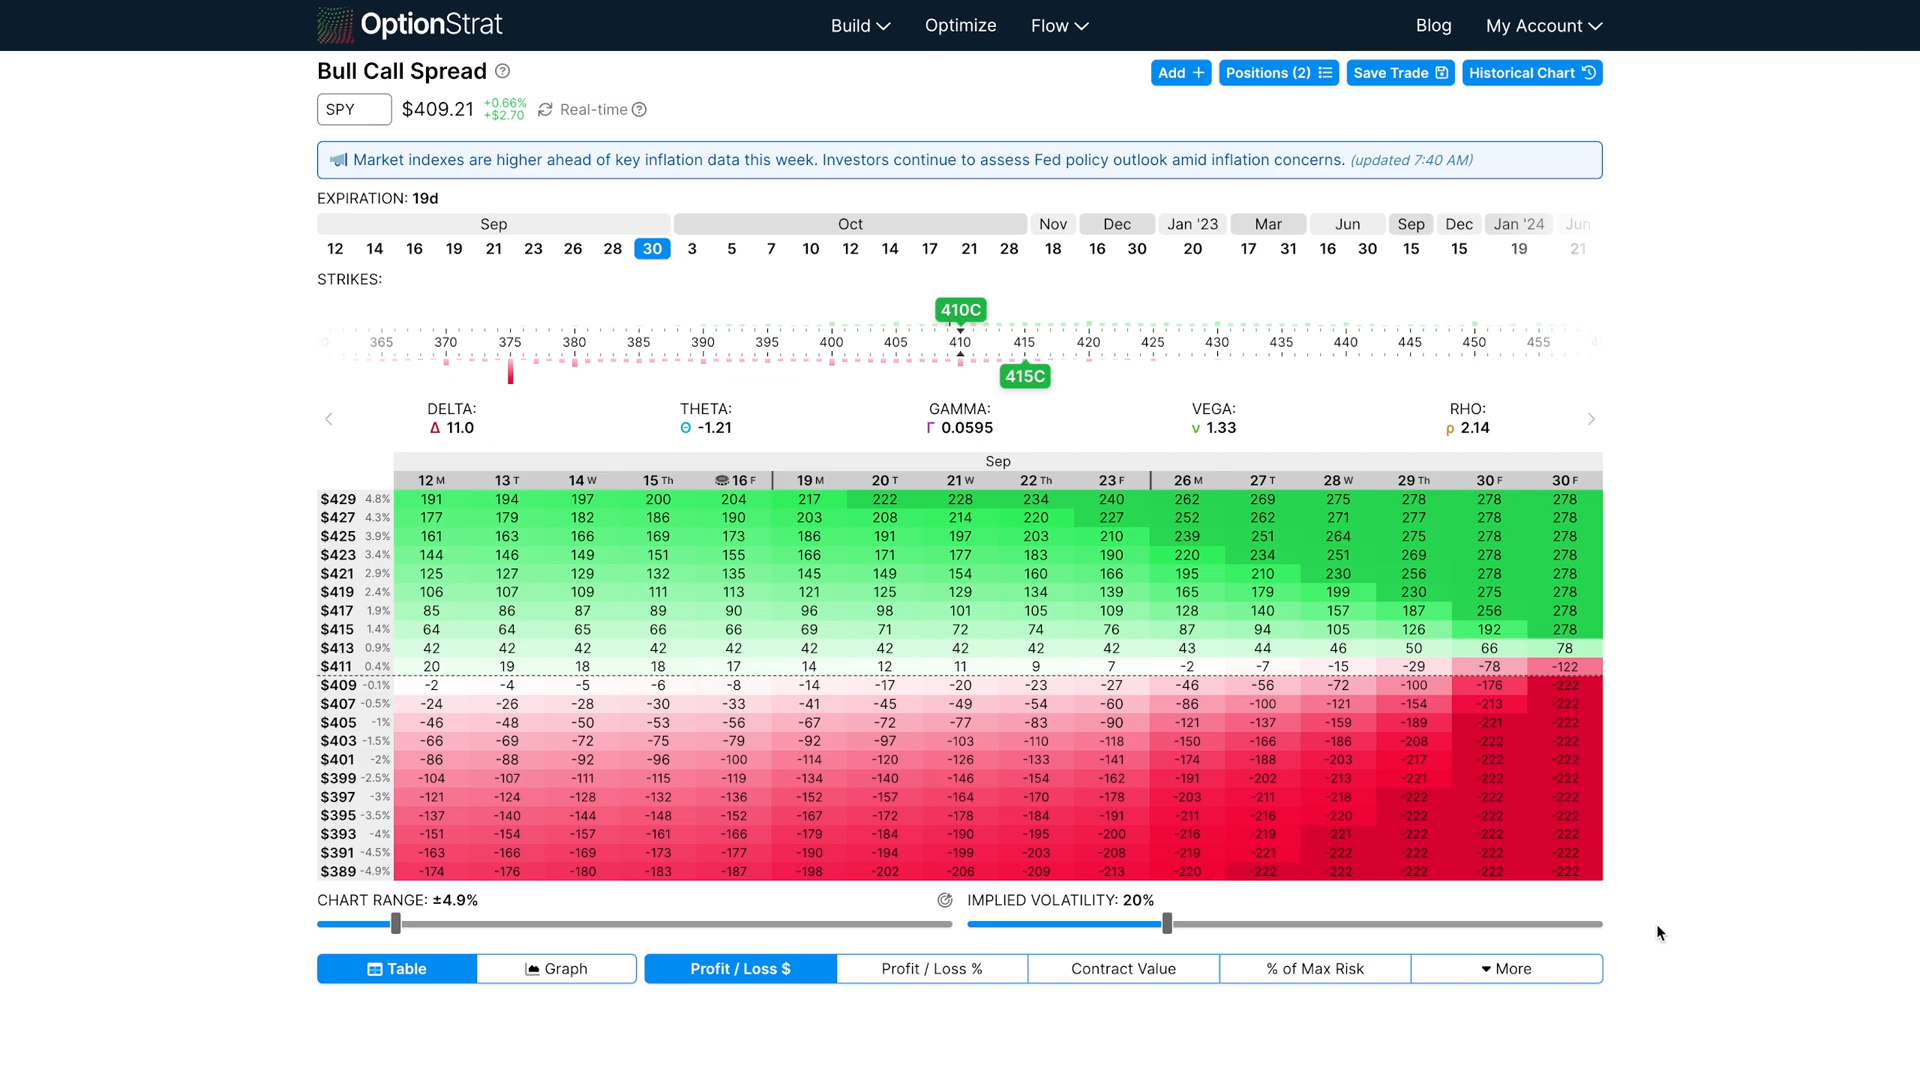 OptionStrat Build Optimize Flow Blog My Account
Bull Call Spread Add + Positions (2) Save Trade Historical Chart
SPY $409.21 +0.66% +$2.70 Real-time
Market indexes are higher ahead of key inflation data this week. Investors continue to assess Fed policy outlook amid inflation concerns. (updated 7:40 AM)
EXPIRATION: 19d
Sep Oct Nov Dec Jan '23 Mar Jun Sep Dec Jan '24 Jun
12 14 16 19 21 23 26 28 30 3 5 7 10 12 14 17 21 28 18 16 30 20 17 31 16 30 15 15 19 21
STRIKES:
410C
365 370 375 380 385 390 395 400 405 410 415 420 425 430 435 440 445 450 455
415C
DELTA: THETA: GAMMA: VEGA: RHO:
Δ 11.0 Θ -1.21 Γ 0.0595 ν 1.33 ρ 2.14
Sep
12 M 13 T 14 W 15 Th 16 F 19 M 20 T 21 W 22 Th 23 F 26 M 27 T 28 W 29 Th 30 F 30 F
$429 4.8% 191 194 197 200 204 217 222 228 234 240 262 269 275 278 278 278
$427 4.3% 177 179 182 186 190 203 208 214 220 227 252 262 271 277 278 278
$425 3.9% 161 163 166 169 173 186 191 197 203 210 239 251 264 275 278 278
$423 3.4% 144 146 149 151 155 166 171 177 183 190 220 234 251 269 278 278
$421 2.9% 125 127 129 132 135 145 149 154 160 166 195 210 230 256 278 278
$419 2.4% 106 107 109 111 113 121 125 129 134 139 165 179 199 230 275 278
$417 1.9% 85 86 87 89 90 96 98 101 105 109 128 140 157 187 256 278
$415 1.4% 64 64 65 66 66 69 71 72 74 76 87 94 105 126 192 278
$413 0.9% 42 42 42 42 42 42 42 42 42 42 43 44 46 50 66 78
$411 0.4% 20 19 18 18 17 14 12 11 9 7 -2 -7 -15 -29 -78 -122
$409 -0.1% -2 -4 -5 -6 -8 -14 -17 -20 -23 -27 -46 -56 -72 -100 -176 -222
$407 -0.5% -24 -26 -28 -30 -33 -41 -45 -49 -54 -60 -86 -100 -121 -154 -213 -222
$405 -1% -46 -48 -50 -53 -56 -67 -72 -77 -83 -90 -121 -137 -159 -189 -221 -222
$403 -1.5% -66 -69 -72 -75 -79 -92 -97 -103 -110 -118 -150 -166 -186 -208 -222 -222
$401 -2% -86 -88 -92 -96 -100 -114 -120 -126 -133 -141 -174 -188 -203 -217 -222 -222
$399 -2.5% -104 -107 -111 -115 -119 -134 -140 -146 -154 -162 -191 -202 -213 -221 -222 -222
$397 -3% -121 -124 -128 -132 -136 -152 -157 -164 -170 -178 -203 -211 -218 -222 -222 -222
$395 -3.5% -137 -140 -144 -148 -152 -167 -172 -178 -184 -191 -211 -216 -220 -222 -222 -222
$393 -4% -151 -154 -157 -161 -166 -179 -184 -190 -195 -200 -216 -219 -221 -222 -222 -222
$391 -4.5% -163 -166 -169 -173 -177 -190 -194 -199 -203 -208 -219 -221 -222 -222 -222 -222
$389 -4.9% -174 -176 -180 -183 -187 -198 -202 -206 -209 -213 -220 -222 -222 -222 -222 -222
CHART RANGE: ±4.9% IMPLIED VOLATILITY: 20%
Table Graph Profit / Loss $ Profit / Loss % Contract Value % of Max Risk More